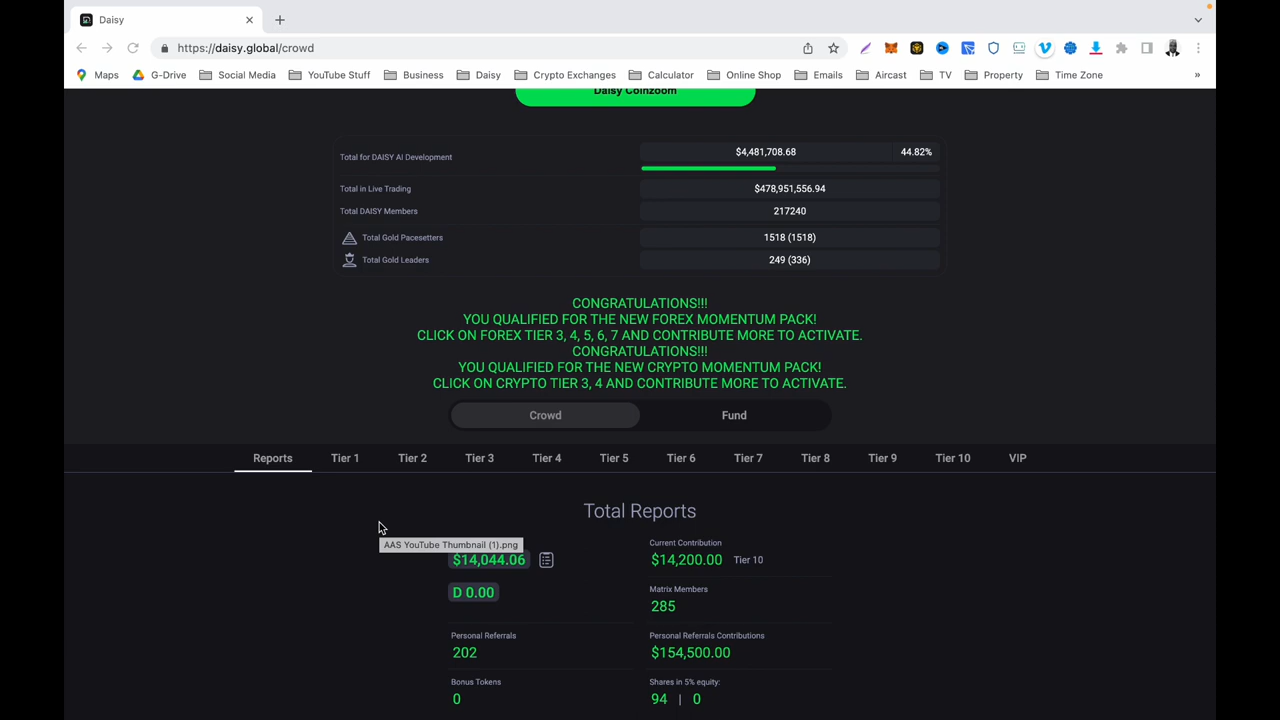 Daisy
https://daisy.global/crowd
Maps G-Drive Social Media YouTube Stuff Business Daisy Crypto Exchanges Calculator Online Shop Emails Aircast TV Property Time Zone »
Daisy Coinzoom
Total for DAISY AI Development $4,481,708.68 44.82%
Total in Live Trading $478,951,556.94
Total DAISY Members 217240
Total Gold Pacesetters 1518 (1518)
Total Gold Leaders 249 (336)
CONGRATULATIONS!!!
YOU QUALIFIED FOR THE NEW FOREX MOMENTUM PACK!
CLICK ON FOREX TIER 3, 4, 5, 6, 7 AND CONTRIBUTE MORE TO ACTIVATE.
CONGRATULATIONS!!!
YOU QUALIFIED FOR THE NEW CRYPTO MOMENTUM PACK!
CLICK ON CRYPTO TIER 3, 4 AND CONTRIBUTE MORE TO ACTIVATE.
Crowd Fund
Reports Tier 1 Tier 2 Tier 3 Tier 4 Tier 5 Tier 6 Tier 7 Tier 8 Tier 9 Tier 10 VIP
Total Reports
AAS YouTube Thumbnail (1).png
Current Contribution
$14,044.06 $14,200.00 Tier 10
D 0.00
Matrix Members
285
Personal Referrals Personal Referrals Contributions
202 $154,500.00
Bonus Tokens Shares in 5% equity:
0 94 | 0